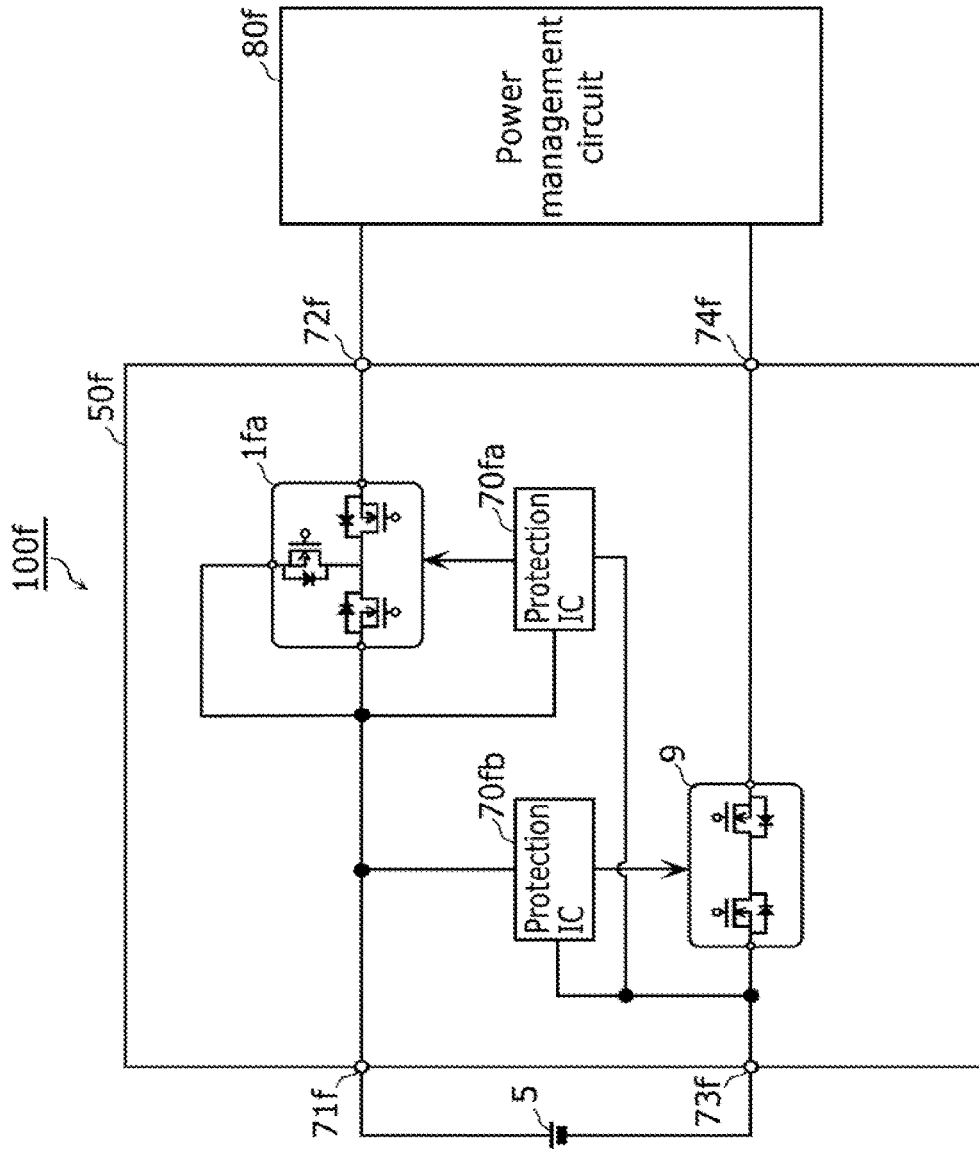 100f
50f
80f
1fa
72f
Power
management
circuit
70fa
Protection
IC
70fb
Protection
IC
71f
5
9
74f
73f